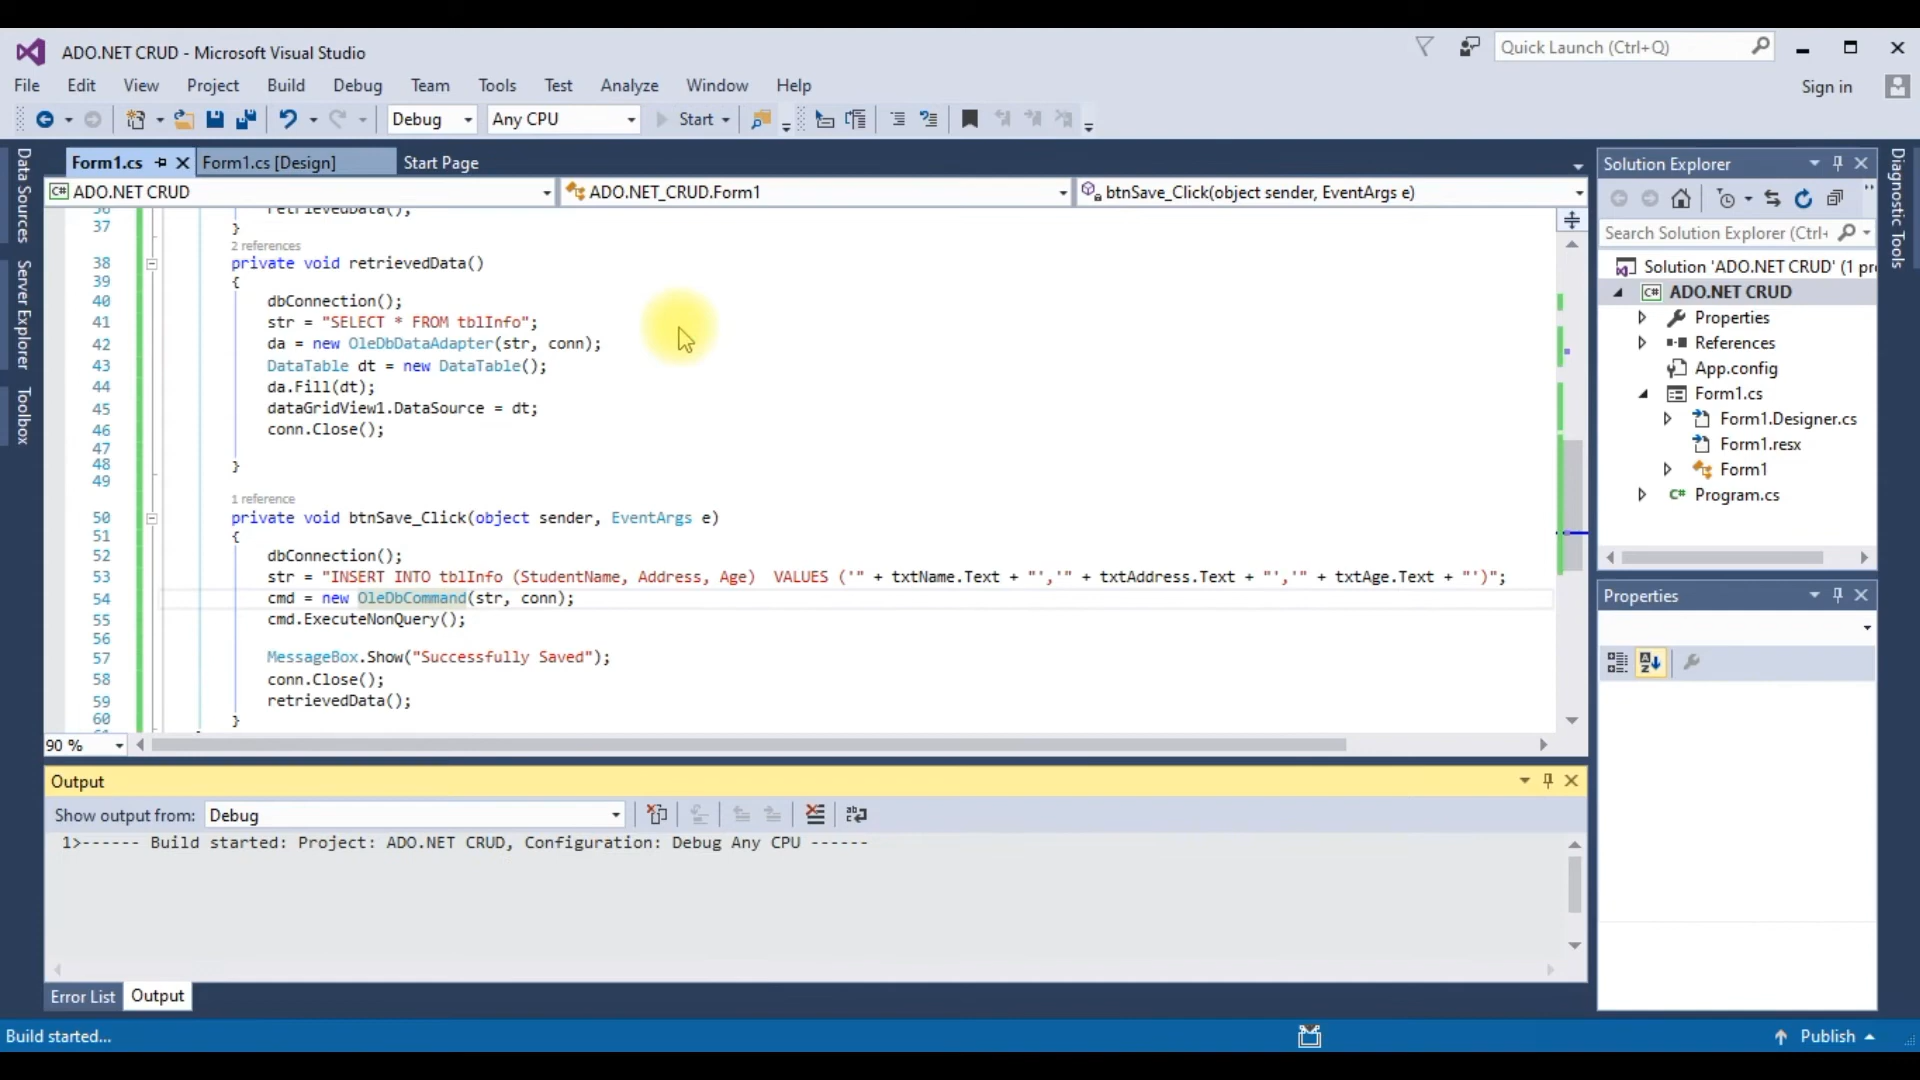 ADO.NET CRUD - Microsoft Visual Studio
Quick Launch (Ctrl+Q)
File Edit View Project Build Debug Team Tools Test Analyze Window Help
Sign in
Debug Any CPU Start
Form1.cs Form1.cs [Design] Start Page
ADO.NET CRUD ADO.NET_CRUD.Form1 btnSave_Click(object sender, EventArgs e)
Data Sources
Server Explorer
Toolbox
36 retrievedData();
37 }
2 references
38 private void retrievedData()
39 {
40 dbConnection();
41 str = "SELECT * FROM tblInfo";
42 da = new OleDbDataAdapter(str, conn);
43 DataTable dt = new DataTable();
44 da.Fill(dt);
45 dataGridView1.DataSource = dt;
46 conn.Close();
47
48 }
49
1 reference
50 private void btnSave_Click(object sender, EventArgs e)
51 {
52 dbConnection();
53 str = "INSERT INTO tblInfo (StudentName, Address, Age)  VALUES ('" + txtName.Text + "','" + txtAddress.Text + "','" + txtAge.Text + "')";
54 cmd = new OleDbCommand(str, conn);
55 cmd.ExecuteNonQuery();
56
57 MessageBox.Show("Successfully Saved");
58 conn.Close();
59 retrievedData();
60 }
90 %
Output
Show output from: Debug
1>------ Build started: Project: ADO.NET CRUD, Configuration: Debug Any CPU ------
Error List Output
Build started...
Publish
Solution Explorer
Search Solution Explorer (Ctrl+
Solution 'ADO.NET CRUD' (1 pr
C# ADO.NET CRUD
Properties
References
App.config
Form1.cs
Form1.Designer.cs
Form1.resx
Form1
C# Program.cs
Properties
Diagnostic Tools